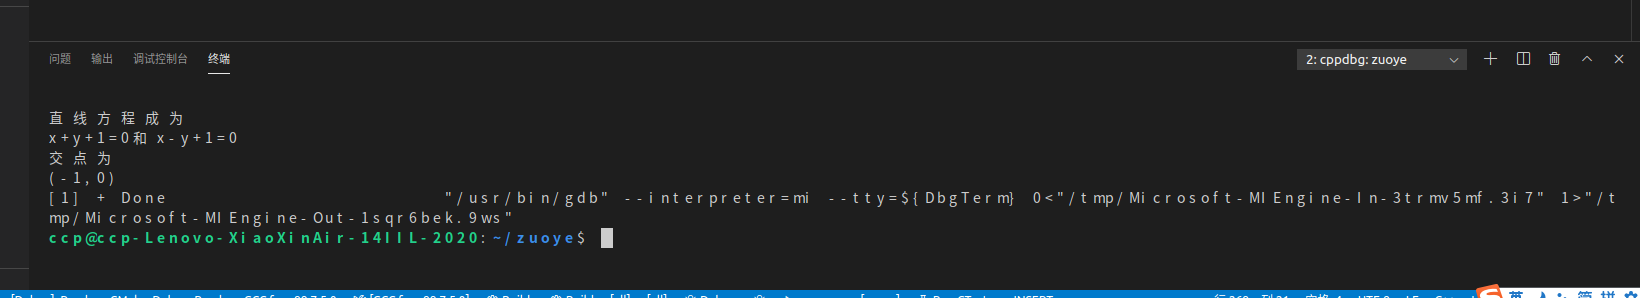 问题 输出 调试控制台 终端 2: cppdbg: zuoye
直线方程成为
x+y+1=0和 x-y+1=0
交点为
(-1,0)
[1] + Done "/usr/bin/gdb" --interpreter=mi --tty=${DbgTerm} 0<"/tmp/Microsoft-MIEngine-In-3trmv5mf.3i7" 1>"/t
mp/Microsoft-MIEngine-Out-1sqr6bek.9ws"
ccp@ccp-Lenovo-XiaoXinAir-14IIL-2020:~/zuoye$